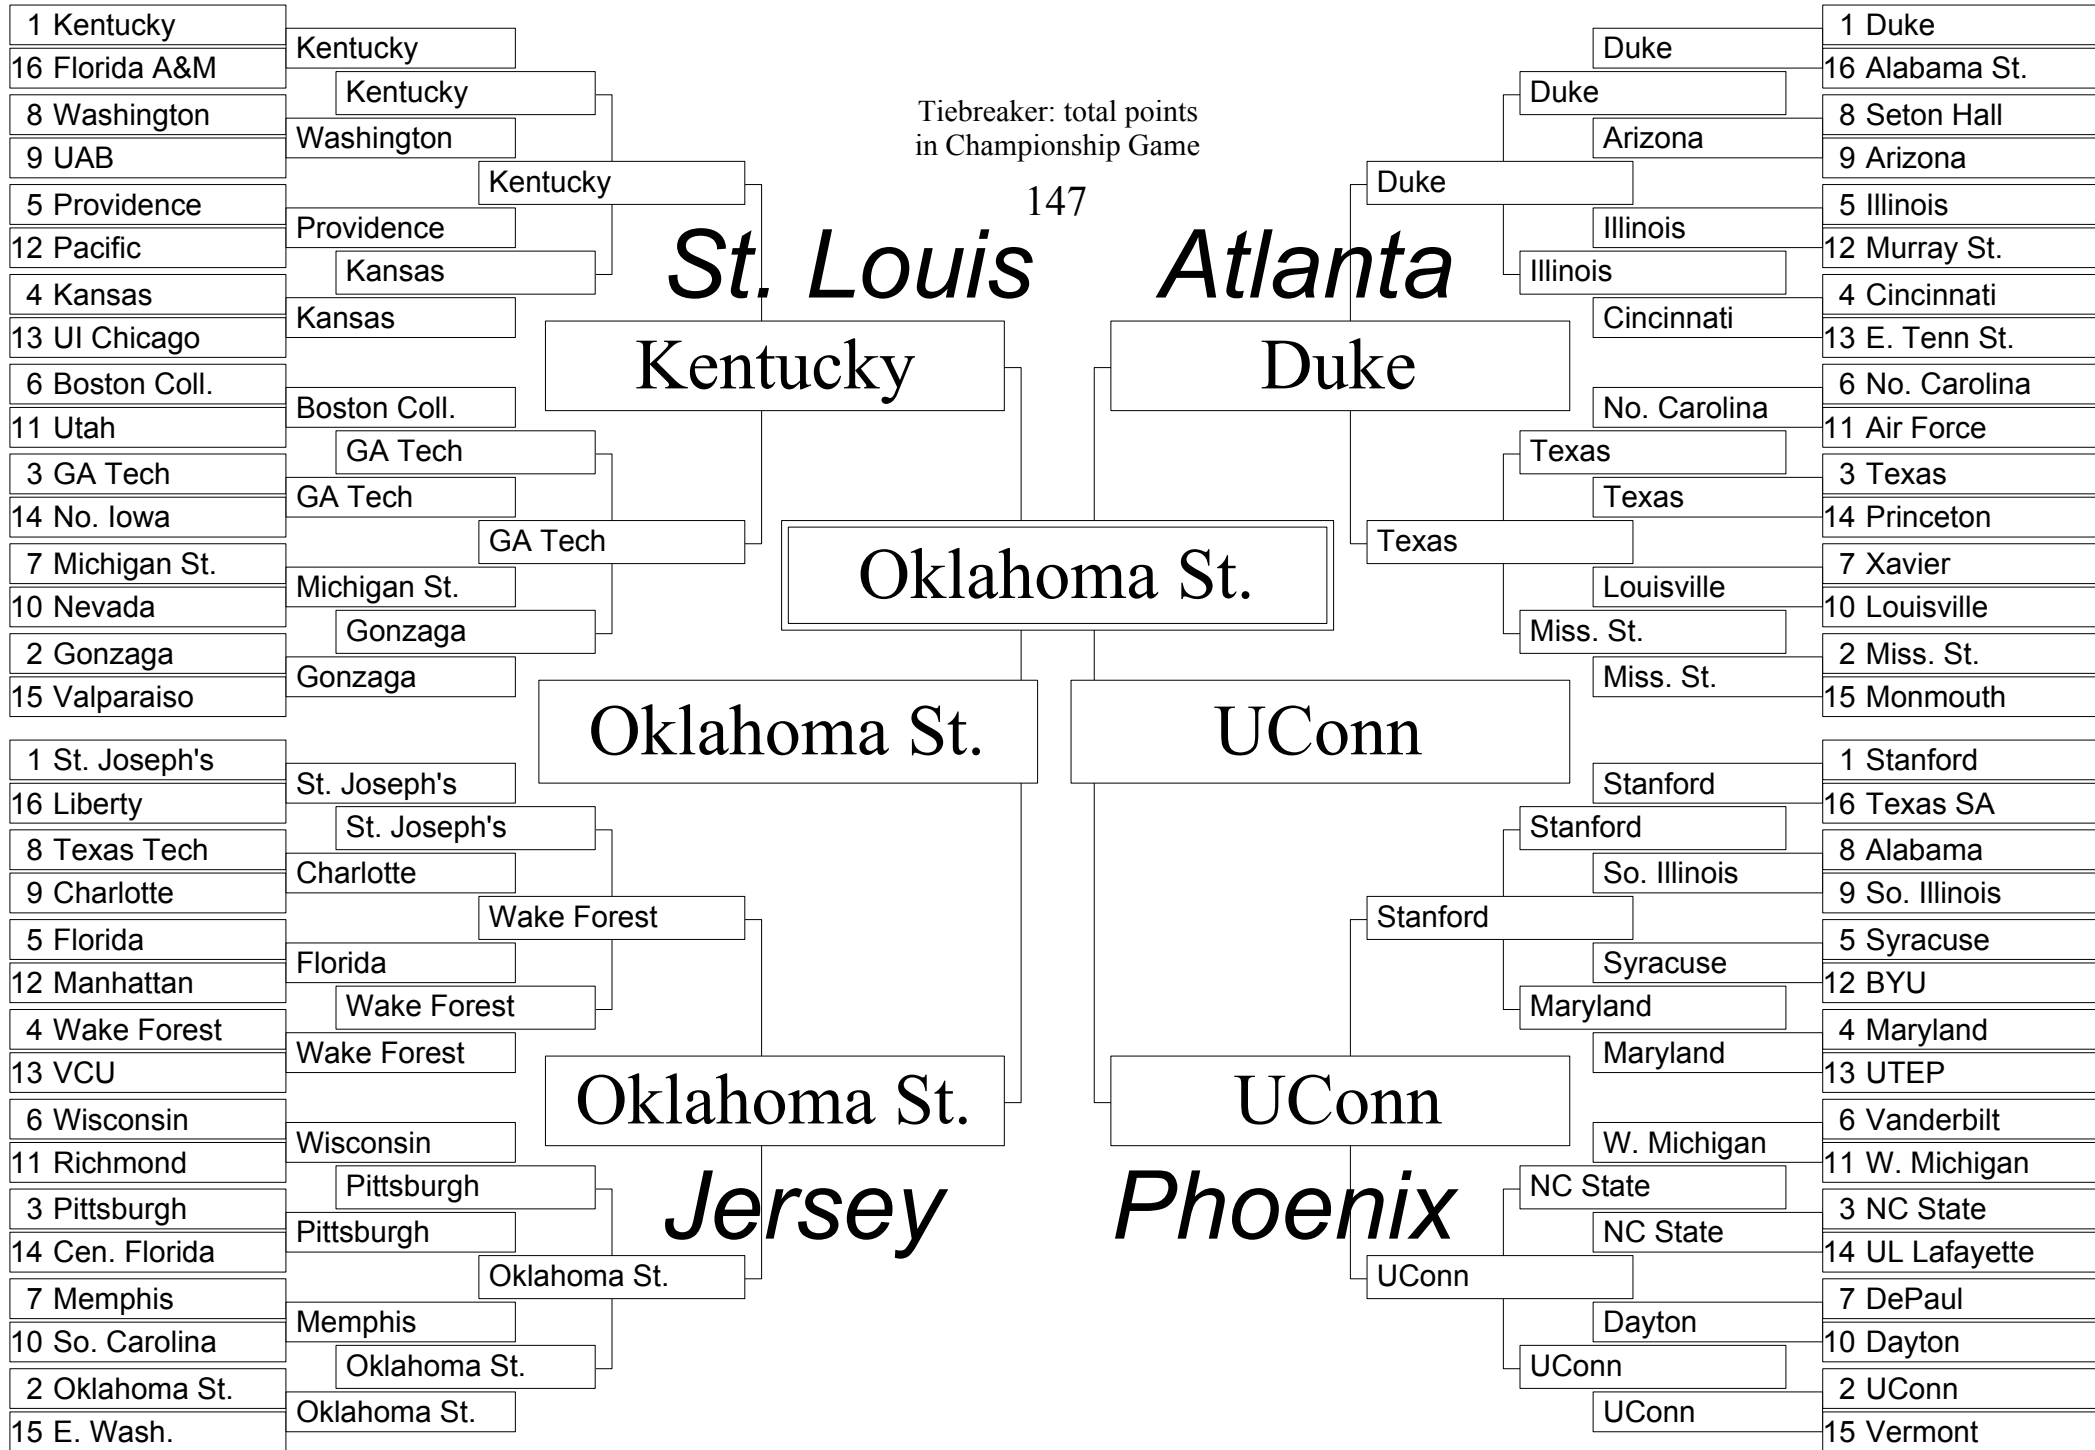 1 Kentucky
16 Florida A&M
8 Washington
9 UAB
5 Providence
12 Pacific
4 Kansas
13 UI Chicago
6 Boston Coll.
11 Utah
3 GA Tech
14 No. Iowa
7 Michigan St.
10 Nevada
2 Gonzaga
15 Valparaiso
1 St. Joseph's
16 Liberty
8 Texas Tech
9 Charlotte
5 Florida
12 Manhattan
4 Wake Forest
13 VCU
6 Wisconsin
11 Richmond
3 Pittsburgh
14 Cen. Florida
7 Memphis
10 So. Carolina
2 Oklahoma St.
15 E. Wash.
Kentucky
Washington
Providence
Kansas
Boston Coll.
GA Tech
Michigan St.
Gonzaga
St. Joseph's
Charlotte
Florida
Wake Forest
Wisconsin
Pittsburgh
Memphis
Oklahoma St.
Kentucky
Kansas
GA Tech
Gonzaga
St. Joseph's
Wake Forest
Pittsburgh
Oklahoma St.
Kentucky
GA Tech
Wake Forest
Oklahoma St.
Tiebreaker: total points
in Championship Game
147
St. Louis
Atlanta
Kentucky
Duke
Oklahoma St.
Oklahoma St.
UConn
Oklahoma St.
UConn
Jersey
Phoenix
Duke
Texas
Stanford
UConn
Duke
Illinois
Texas
Miss. St.
Stanford
Maryland
NC State
UConn
Duke
Arizona
Illinois
Cincinnati
No. Carolina
Texas
Louisville
Miss. St.
Stanford
So. Illinois
Syracuse
Maryland
W. Michigan
NC State
Dayton
UConn
1 Duke
16 Alabama St.
8 Seton Hall
9 Arizona
5 Illinois
12 Murray St.
4 Cincinnati
13 E. Tenn St.
6 No. Carolina
11 Air Force
3 Texas
14 Princeton
7 Xavier
10 Louisville
2 Miss. St.
15 Monmouth
1 Stanford
16 Texas SA
8 Alabama
9 So. Illinois
5 Syracuse
12 BYU
4 Maryland
13 UTEP
6 Vanderbilt
11 W. Michigan
3 NC State
14 UL Lafayette
7 DePaul
10 Dayton
2 UConn
15 Vermont